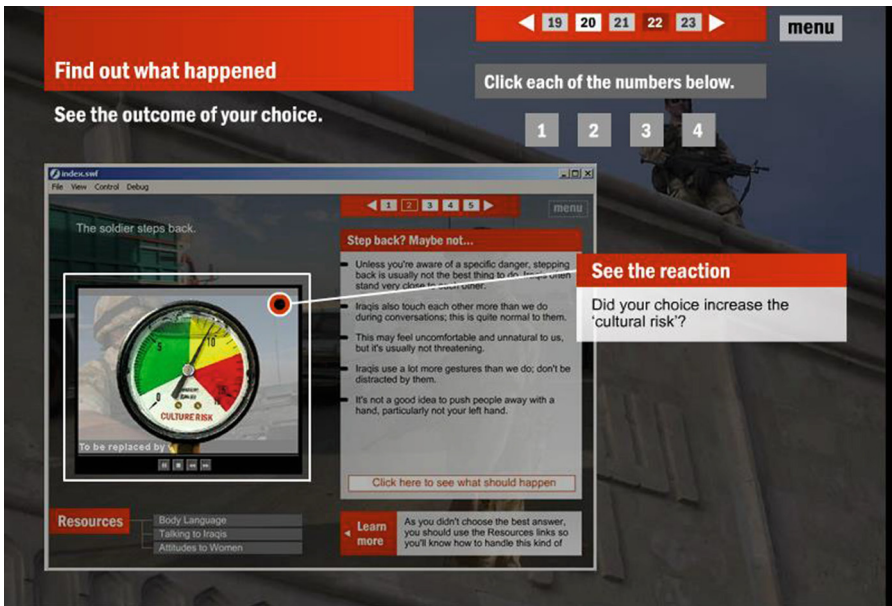 19 20 21 22 23
menu
Find out what happened
See the outcome of your choice.
Click each of the numbers below.
1 2 3 4
index.swf
File View Control Debug
1 2 3 4 5
menu
The soldier steps back.
Step back? Maybe not...
Unless you're aware of a specific danger, stepping
back is usually not the best thing to do. Iraqis often
stand very close to each other.
Iraqis also touch each other more than we do
during conversations; this is quite normal to them.
This may feel uncomfortable and unnatural to us,
but it's usually not threatening.
Iraqis use a lot more gestures than we do; don't be
distracted by them.
It's not a good idea to push people away with a
hand, particularly not your left hand.
Click here to see what should happen
0 5 10
CULTURE RISK
To be replaced by
See the reaction
Did your choice increase the
'cultural risk'?
Resources
Body Language
Talking to Iraqis
Attitudes to Women
Learn
more
As you didn't choose the best answer,
you should use the Resources links so
you'll know how to handle this kind of